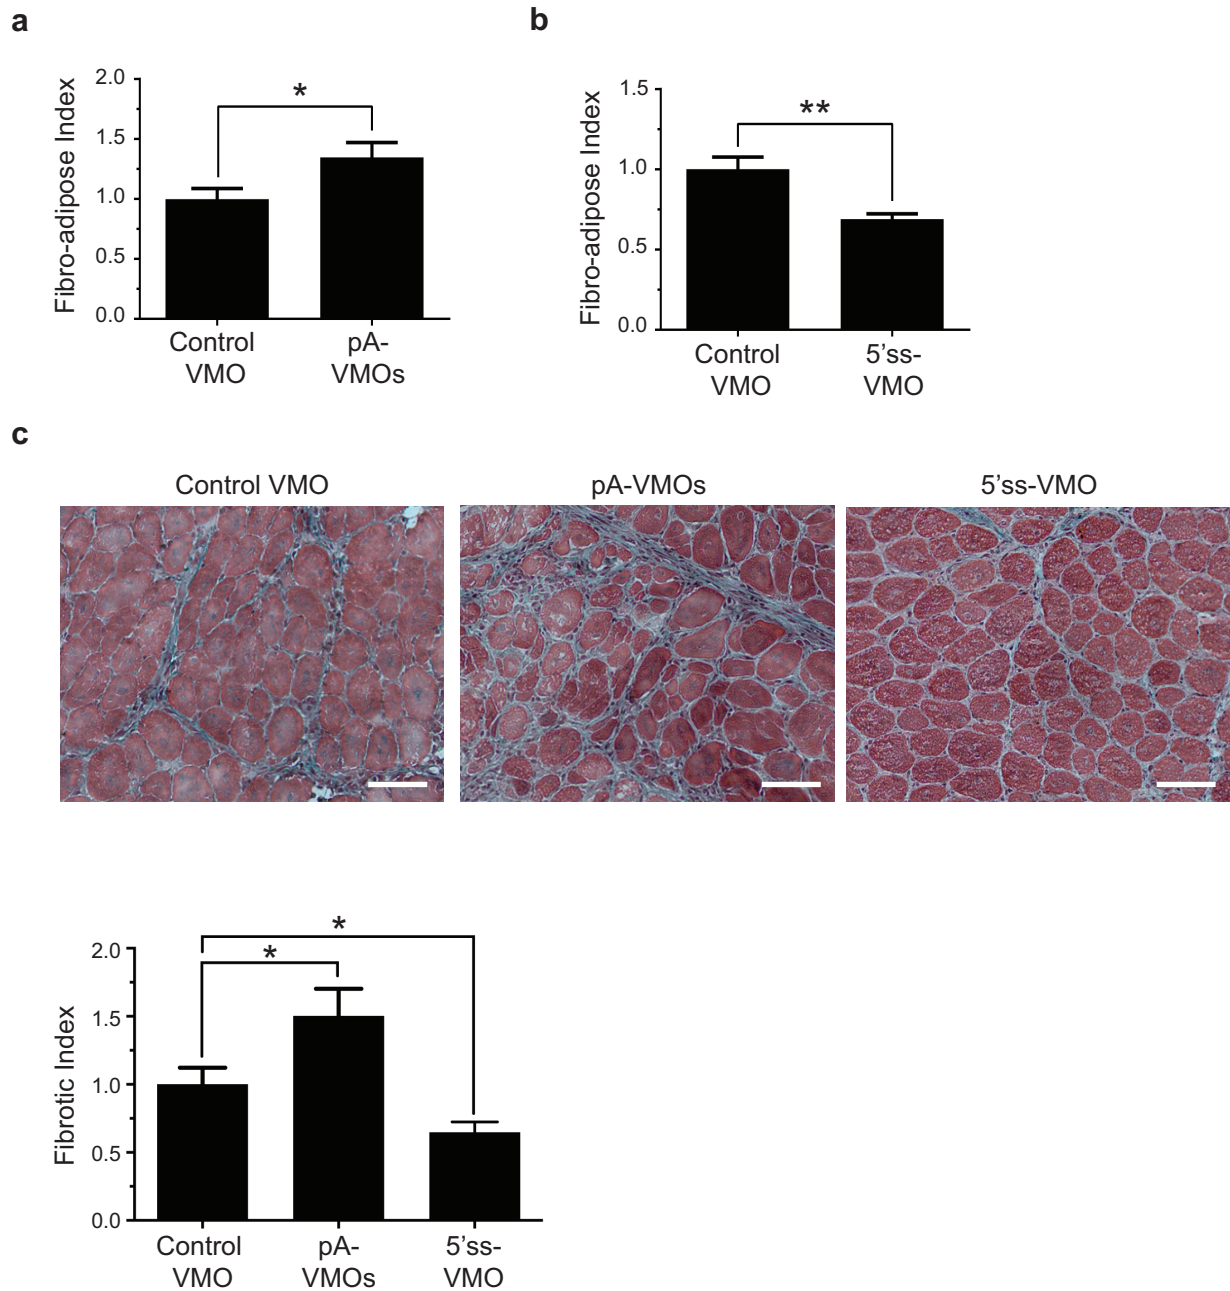 a
2.0
1.5
1.0
0.5
0.0
Fibro-adipose Index
*
Control
VMO
pA-
VMOs
b
1.5
1.0
0.5
0.0
Fibro-adipose Index
**
Control
VMO
5'ss-
VMO
c
Control VMO
pA-VMOs
5'ss-VMO
2.0
1.5
1.0
0.5
0.0
Fibrotic Index
*
*
Control
VMO
pA-
VMOs
5'ss-
VMO